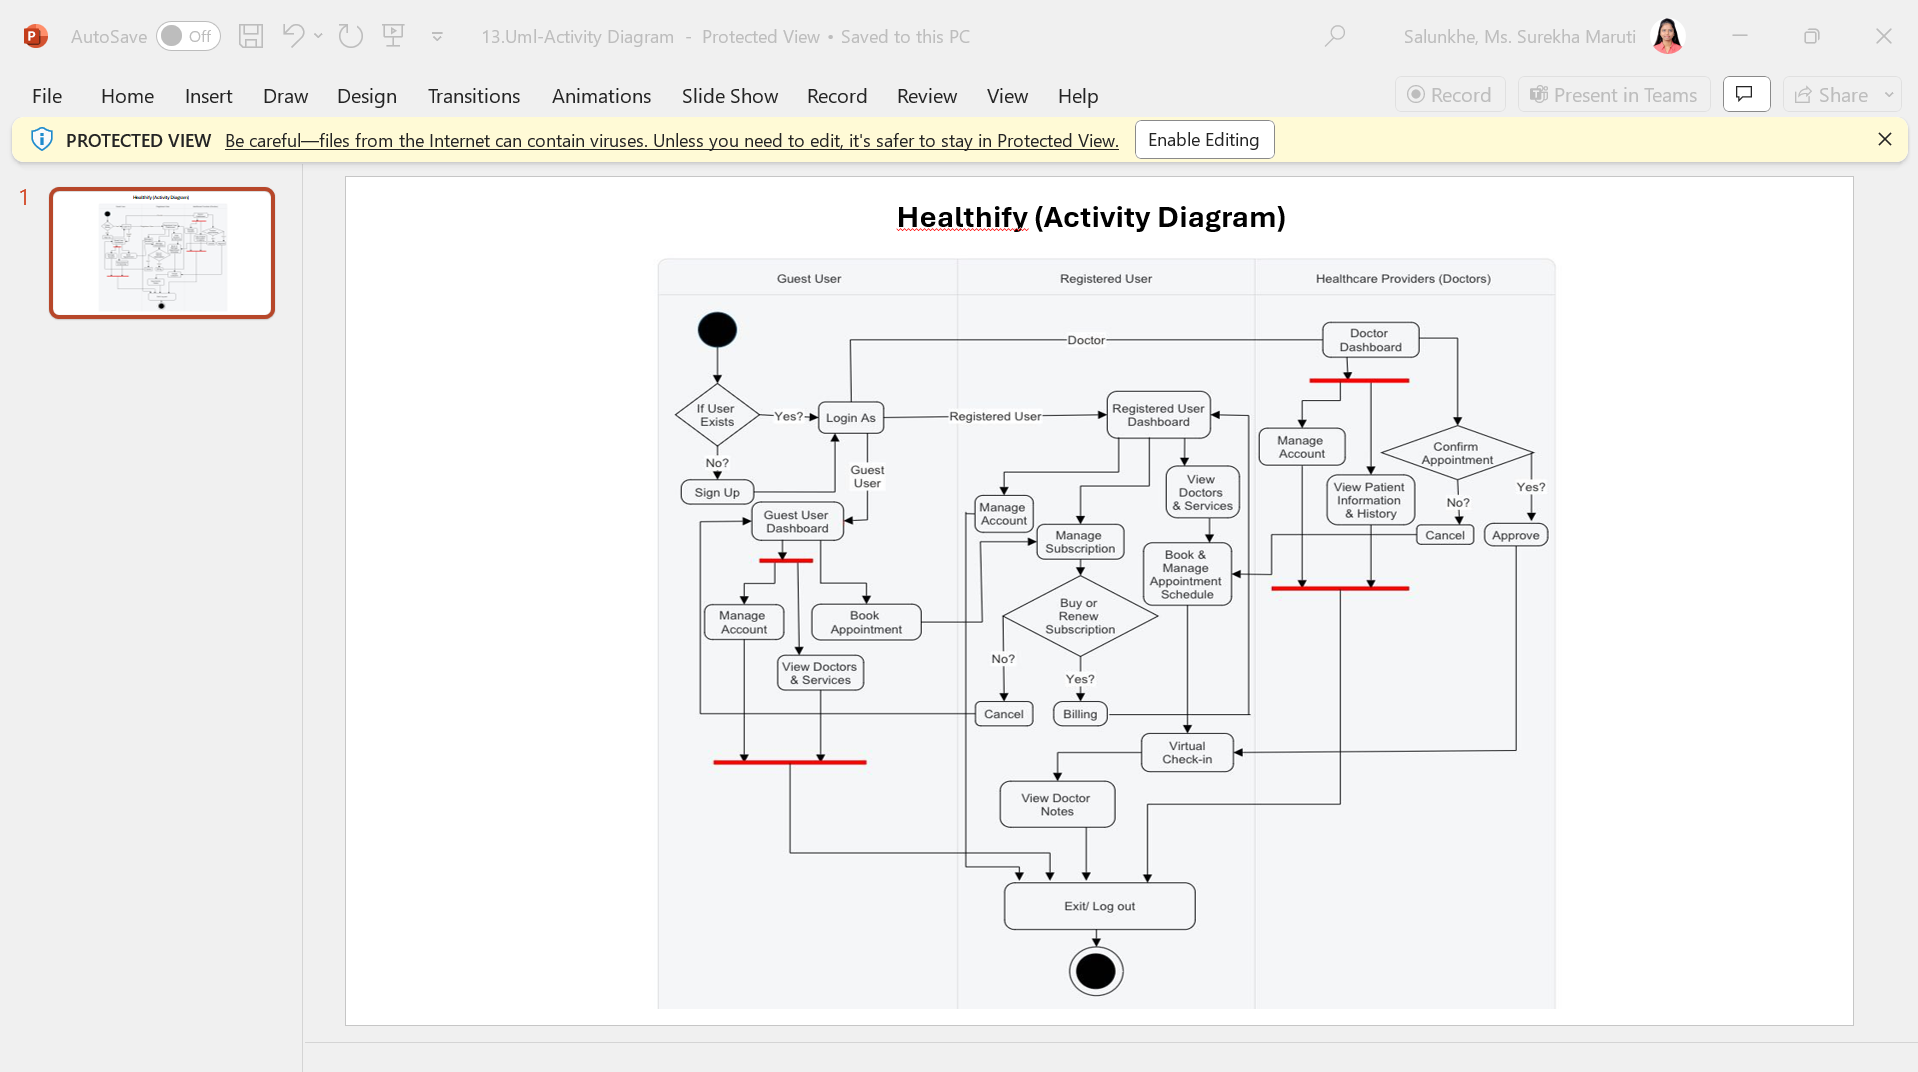 AutoSave Off 13.Uml-Activity Diagram - Protected View • Saved to this PC Salunkhe, Ms. Surekha Maruti
File Home Insert Draw Design Transitions Animations Slide Show Record Review View Help Record Present in Teams Share
PROTECTED VIEW Be careful—files from the Internet can contain viruses. Unless you need to edit, it's safer to stay in Protected View. Enable Editing
1
Healthify (Activity Diagram)
Guest User Registered User Healthcare Providers (Doctors)
Doctor
Doctor
Dashboard
If User
Exists
Yes?
Login As
Registered User
Registered User
Dashboard
No?
Sign Up
Guest
User
Guest User
Dashboard
Manage
Account
Book
Appointment
View Doctors
& Services
Manage
Account
Manage
Subscription
View
Doctors
& Services
Book &
Manage
Appointment
Schedule
Buy or
Renew
Subscription
No?
Yes?
Cancel
Billing
Manage
Account
View Patient
Information
& History
Confirm
Appointment
No?
Yes?
Cancel
Approve
Virtual
Check-in
View Doctor
Notes
Exit/ Log out